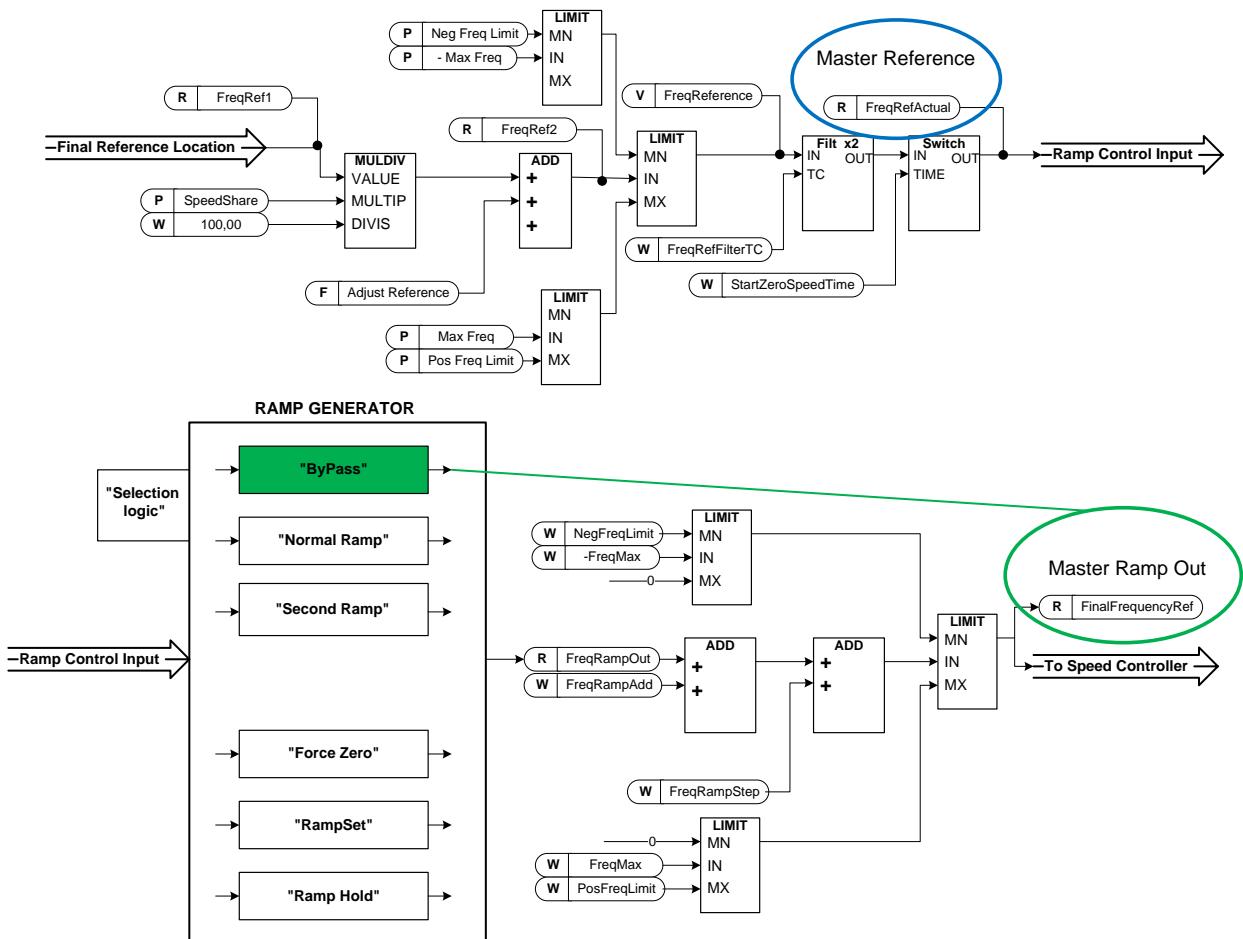 LIMIT
P Neg Freq Limit
MN
P - Max Freq
IN
MX
Master Reference
R FreqRef1
V FreqReference
R FreqRefActual
R FreqRef2
Final Reference Location
LIMIT
MN
IN
MX
Filt x2
IN
OUT
TC
Switch
IN
OUT
TIME
Ramp Control Input
MULDIV
VALUE
MULTIP
DIVIS
ADD
+
+
+
P SpeedShare
W 100,00
W FreqRefFilterTC
W StartZeroSpeedTime
F Adjust Reference
LIMIT
MN
P Max Freq
IN
P Pos Freq Limit
MX
RAMP GENERATOR
"ByPass"
"Selection
logic"
"Normal Ramp"
"Second Ramp"
LIMIT
W NegFreqLimit
MN
W -FreqMax
IN
0
MX
Master Ramp Out
R FinalFrequencyRef
LIMIT
MN
IN
MX
To Speed Controller
Ramp Control Input
R FreqRampOut
W FreqRampAdd
ADD
+
+
ADD
+
+
"Force Zero"
W FreqRampStep
"RampSet"
LIMIT
0
MN
W FreqMax
IN
W PosFreqLimit
MX
"Ramp Hold"